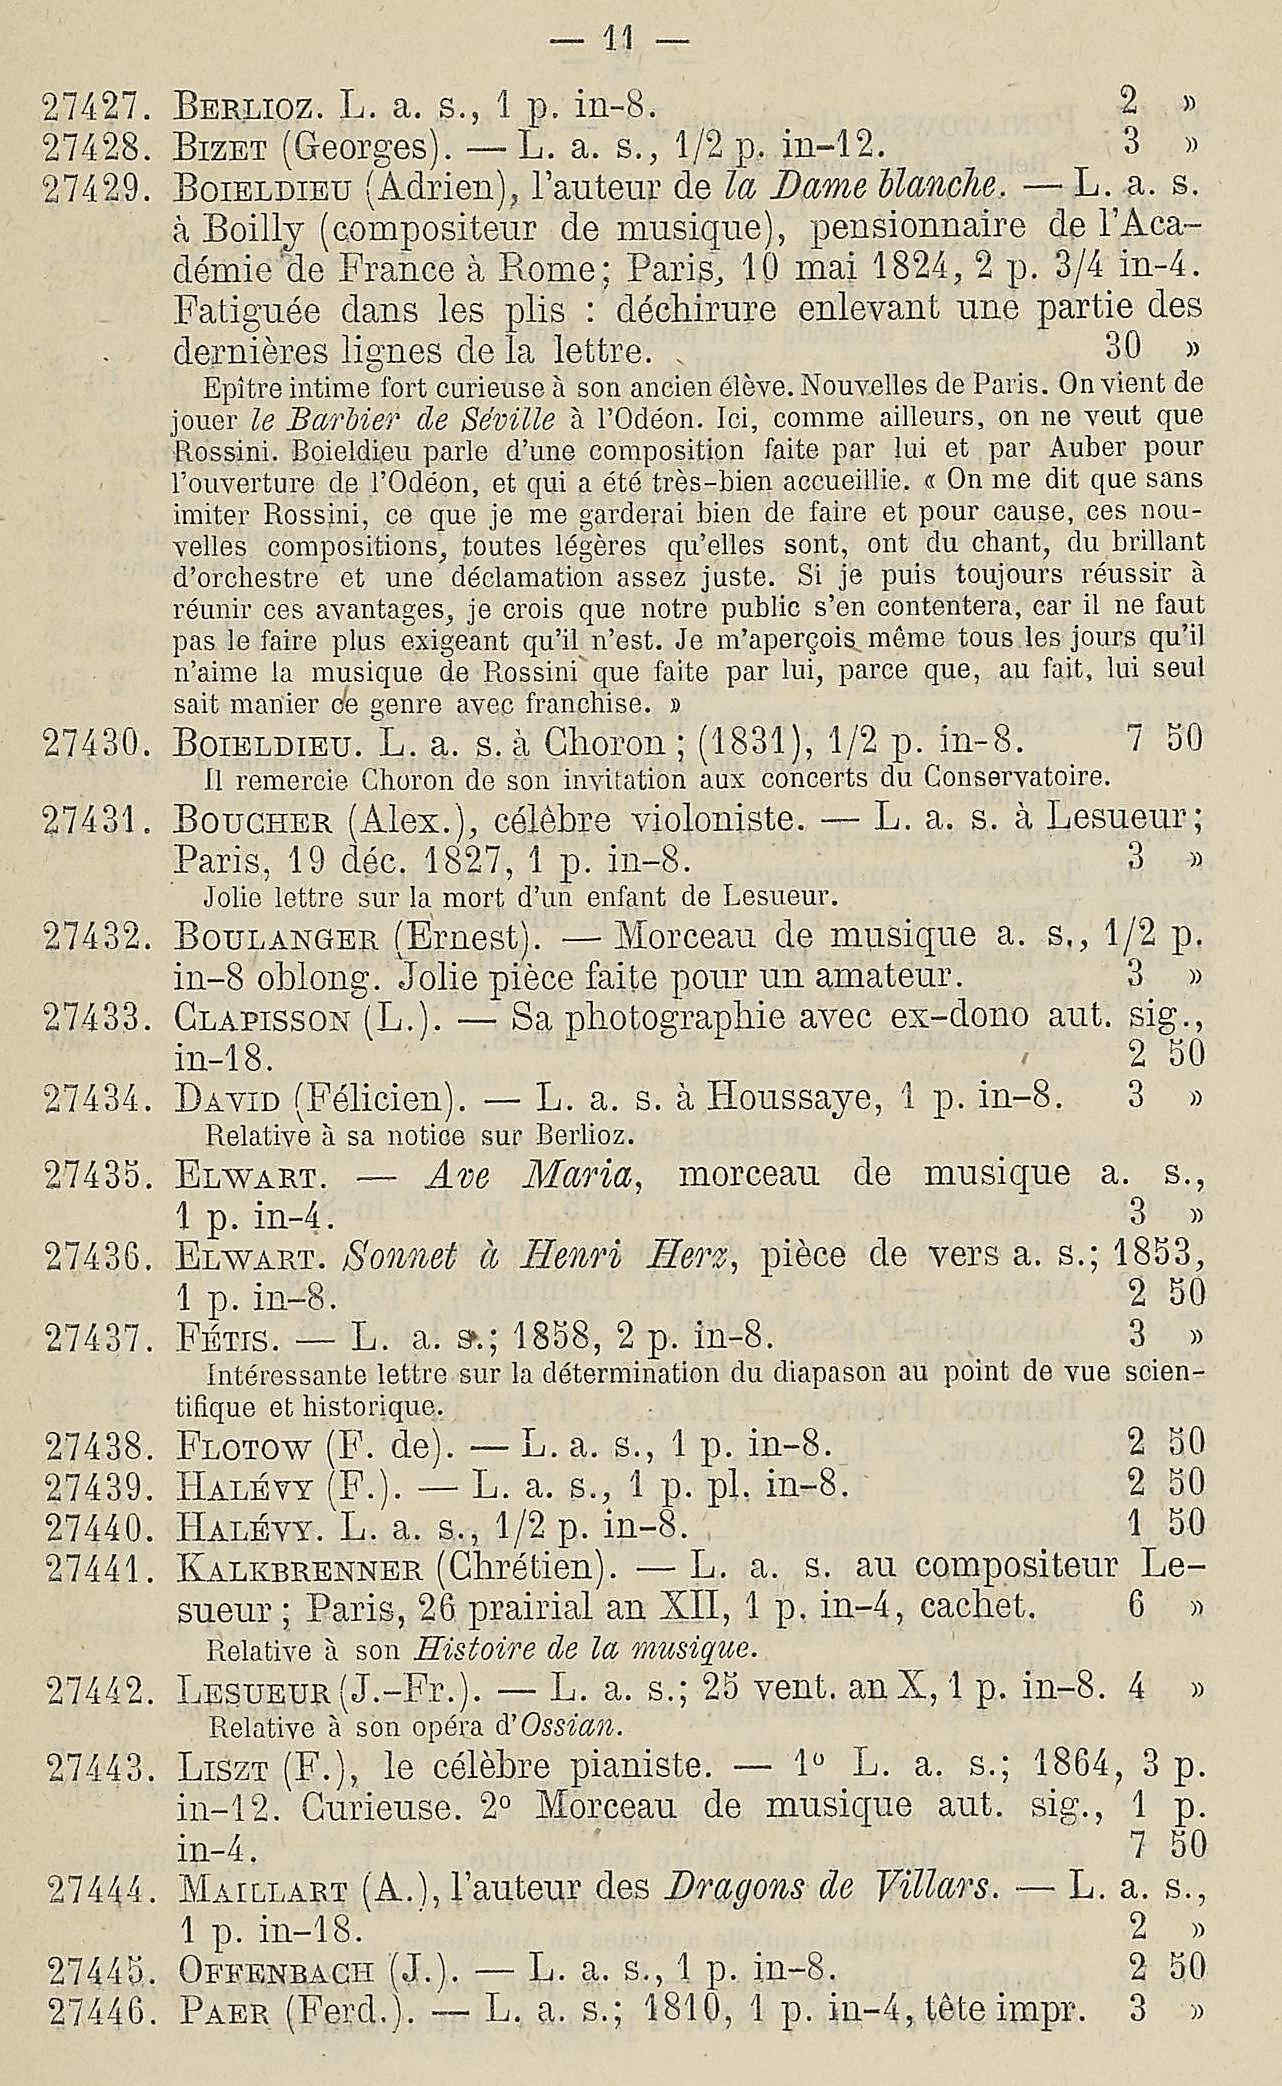 — 11 —
27427. BERLIOZ. L. a. s., 1 p. in-8. 2 »
27428. BIZET (Georges). — L. a. s., 1/2 p. in-12. 3 »
27429. BOIELDIEU (Adrien), l'auteur de la Dame blanche. — L. a. s.
à Boilly (compositeur de musique), pensionnaire de l'Aca-
démie de France à Rome; Paris, 10 mai 1824, 2 p. 3/4 in-4.
Fatiguée dans les plis : déchirure enlevant une partie des
dernières lignes de la lettre. 30 »
Epître intime fort curieuse à son ancien élève. Nouvelles de Paris. On vient de
jouer le Barbier de Séville à l'Odéon. Ici, comme ailleurs, on ne veut que
Rossini. Boieldieu parle d'une composition faite par lui et par Auber pour
l'ouverture de l'Odéon, et qui a été très-bien accueillie. « On me dit que sans
imiter Rossini, ce que je me garderai bien de faire et pour cause, ces nou-
velles compositions, toutes légères qu'elles sont, ont du chant, du brillant
d'orchestre et une déclamation assez juste. Si je puis toujours réussir à
réunir ces avantages, je crois que notre public s'en contentera, car il ne faut
pas le faire plus exigeant qu'il n'est. Je m'aperçois même tous les jours qu'il
n'aime la musique de Rossini que faite par lui, parce que, au fait, lui seul
sait manier ce genre avec franchise. »
27430. BOIELDIEU. L. a. s. à Choron ; (1831), 1/2 p. in-8. 7 50
Il remercie Choron de son invitation aux concerts du Conservatoire.
27431. BOUCHER (Alex.), célèbre violoniste. — L. a. s. à Lesueur;
Paris, 19 déc. 1827, 1 p. in-8. 3 »
Jolie lettre sur la mort d'un enfant de Lesueur.
27432. BOULANGER (Ernest). — Morceau de musique a. s., 1/2 p.
in-8 oblong. Jolie pièce faite pour un amateur. 3 »
27433. CLAPISSON (L.). — Sa photographie avec ex-dono aut. sig.,
in-18. 2 50
27434. DAVID (Félicien). — L. a. s. à Houssaye, 1 p. in-8. 3 »
Relative à sa notice sur Berlioz.
27435. ELWART. — Ave Maria, morceau de musique a. s.,
1 p. in-4. 3 »
27436. ELWART. Sonnet à Henri Herz, pièce de vers a. s.; 1853,
1 p. in-8. 2 50
27437. FÉTIS. — L. a. s.; 1858, 2 p. in-8. 3 »
Intéressante lettre sur la détermination du diapason au point de vue scien-
tifique et historique.
27438. FLOTOW (F. de). — L. a. s., 1 p. in-8. 2 50
27439. HALÉVY (F.). — L. a. s., 1 p. pl. in-8. 2 50
27440. HALÉVY. L. a. s., 1/2 p. in-8. 1 50
27441. KALKBRENNER (Chrétien). — L. a. s. au compositeur Le-
sueur ; Paris, 26 prairial an XII, 1 p. in-4, cachet. 6 »
Relative à son Histoire de la musique.
27442. LESUEUR (J.-Fr.). — L. a. s.; 25 vent. an X, 1 p. in-8. 4 »
Relative à son opéra d'Ossian.
27443. LISZT (F.), le célèbre pianiste. — 1º L. a. s.; 1864, 3 p.
in-12. Curieuse. 2º Morceau de musique aut. sig., 1 p.
in-4. 7 50
27444. MAILLART (A.), l'auteur des Dragons de Villars. — L. a. s.,
1 p. in-18. 2 »
27445. OFFENBACH (J.). — L. a. s., 1 p. in-8. 2 50
27446. PAER (Ferd.). — L. a. s.; 1810, 1 p. in-4, tête impr. 3 »